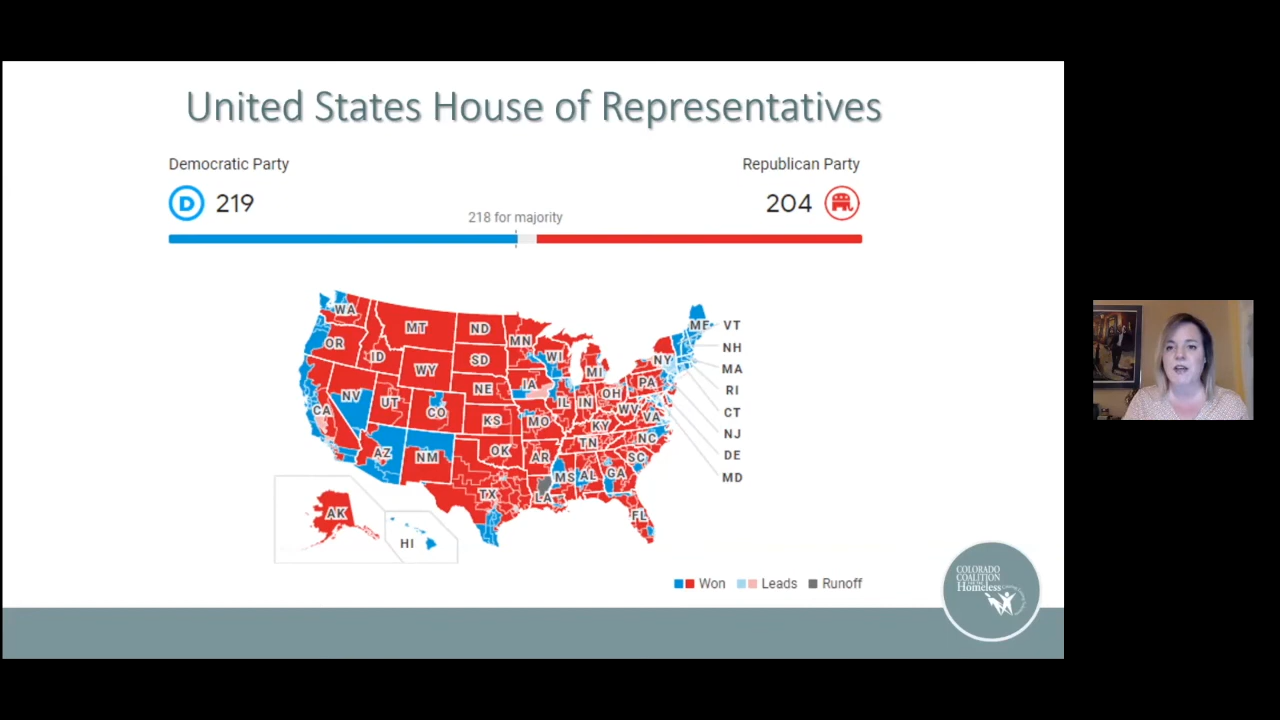 United States House of Representatives
Democratic Party
Republican Party
D 219
204
218 for majority
WA
MT
ND
MN
ME
VT
OR
ID
SD
WI
NH
WY
MI
NY
MA
NE
IA
PA
RI
NV
UT
CO
IL
IN
OH
CT
CA
KS
MO
KY
WV
VA
NJ
AZ
NM
OK
TN
NC
DE
AR
SC
MS
AL
GA
MD
TX
LA
AK
FL
HI
Won
Leads
Runoff
COLORADO
COALITION
FOR THE
Homeless